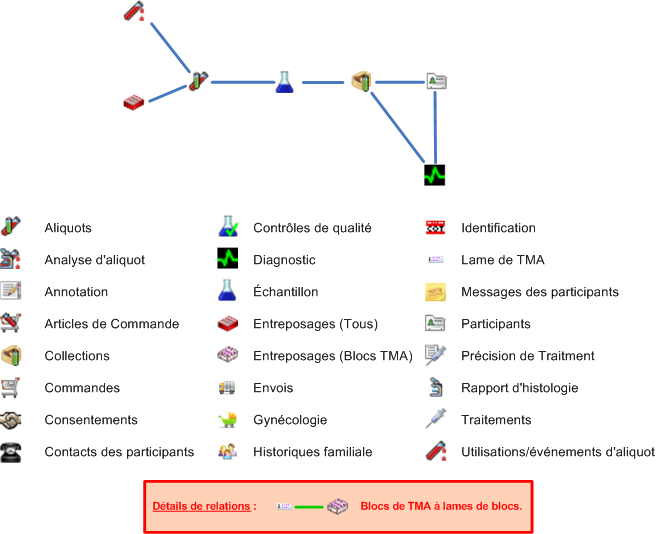 Aliquots
Contrôles de qualité
Identification
Analyse d'aliquot
Diagnostic
Lame de TMA
Annotation
Échantillon
Messages des participants
Articles de Commande
Entreposages (Tous)
Participants
Collections
Entreposages (Blocs TMA)
Précision de Traitment
Commandes
Envois
Rapport d'histologie
Consentements
Gynécologie
Traitements
Contacts des participants
Historiques familiale
Utilisations/événements d'aliquot
Détails de relations :
Blocs de TMA à lames de blocs.